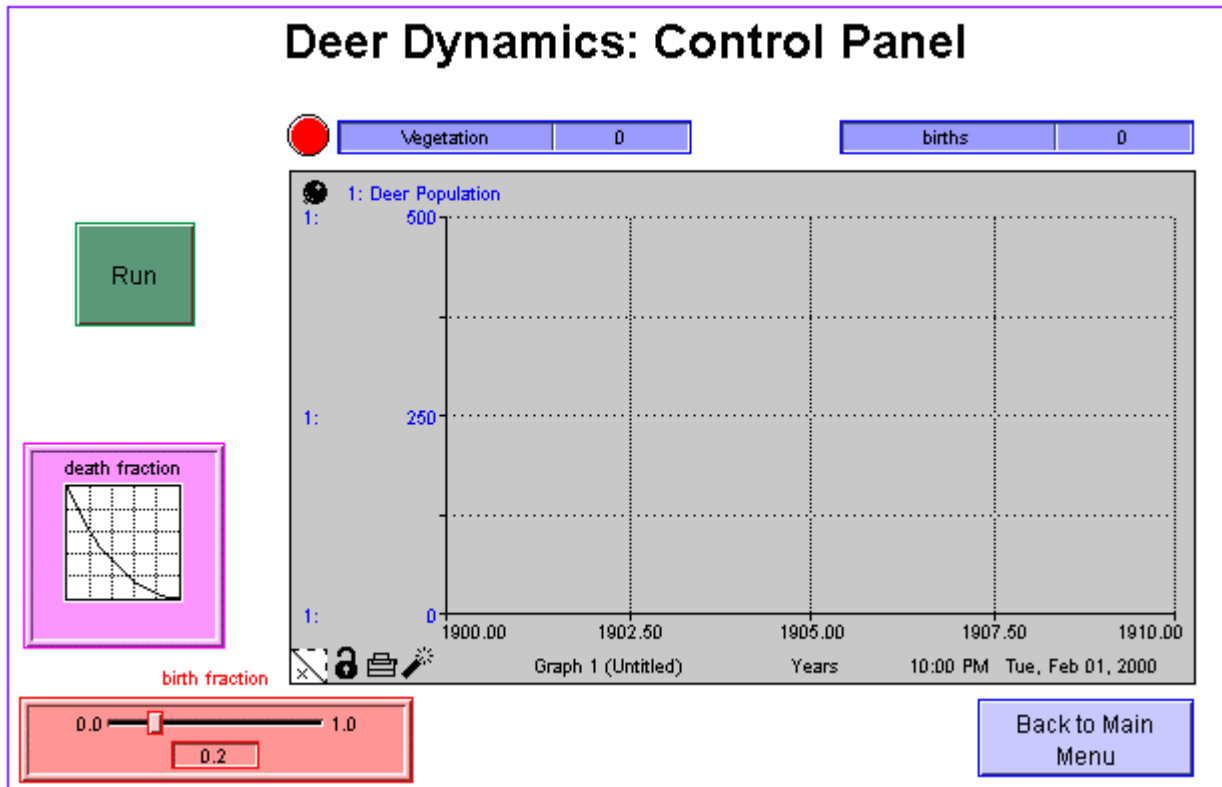 Deer Dynamics: Control Panel
Vegetation 0 births 0
1: Deer Population
1: 500
Run
1: 250
death fraction
1: 0
1900.00 1902.50 1905.00 1907.50 1910.00
Graph 1 (Untitled) Years 10:00 PM Tue, Feb 01, 2000
birth fraction
0.0 1.0
0.2
Back to Main
Menu